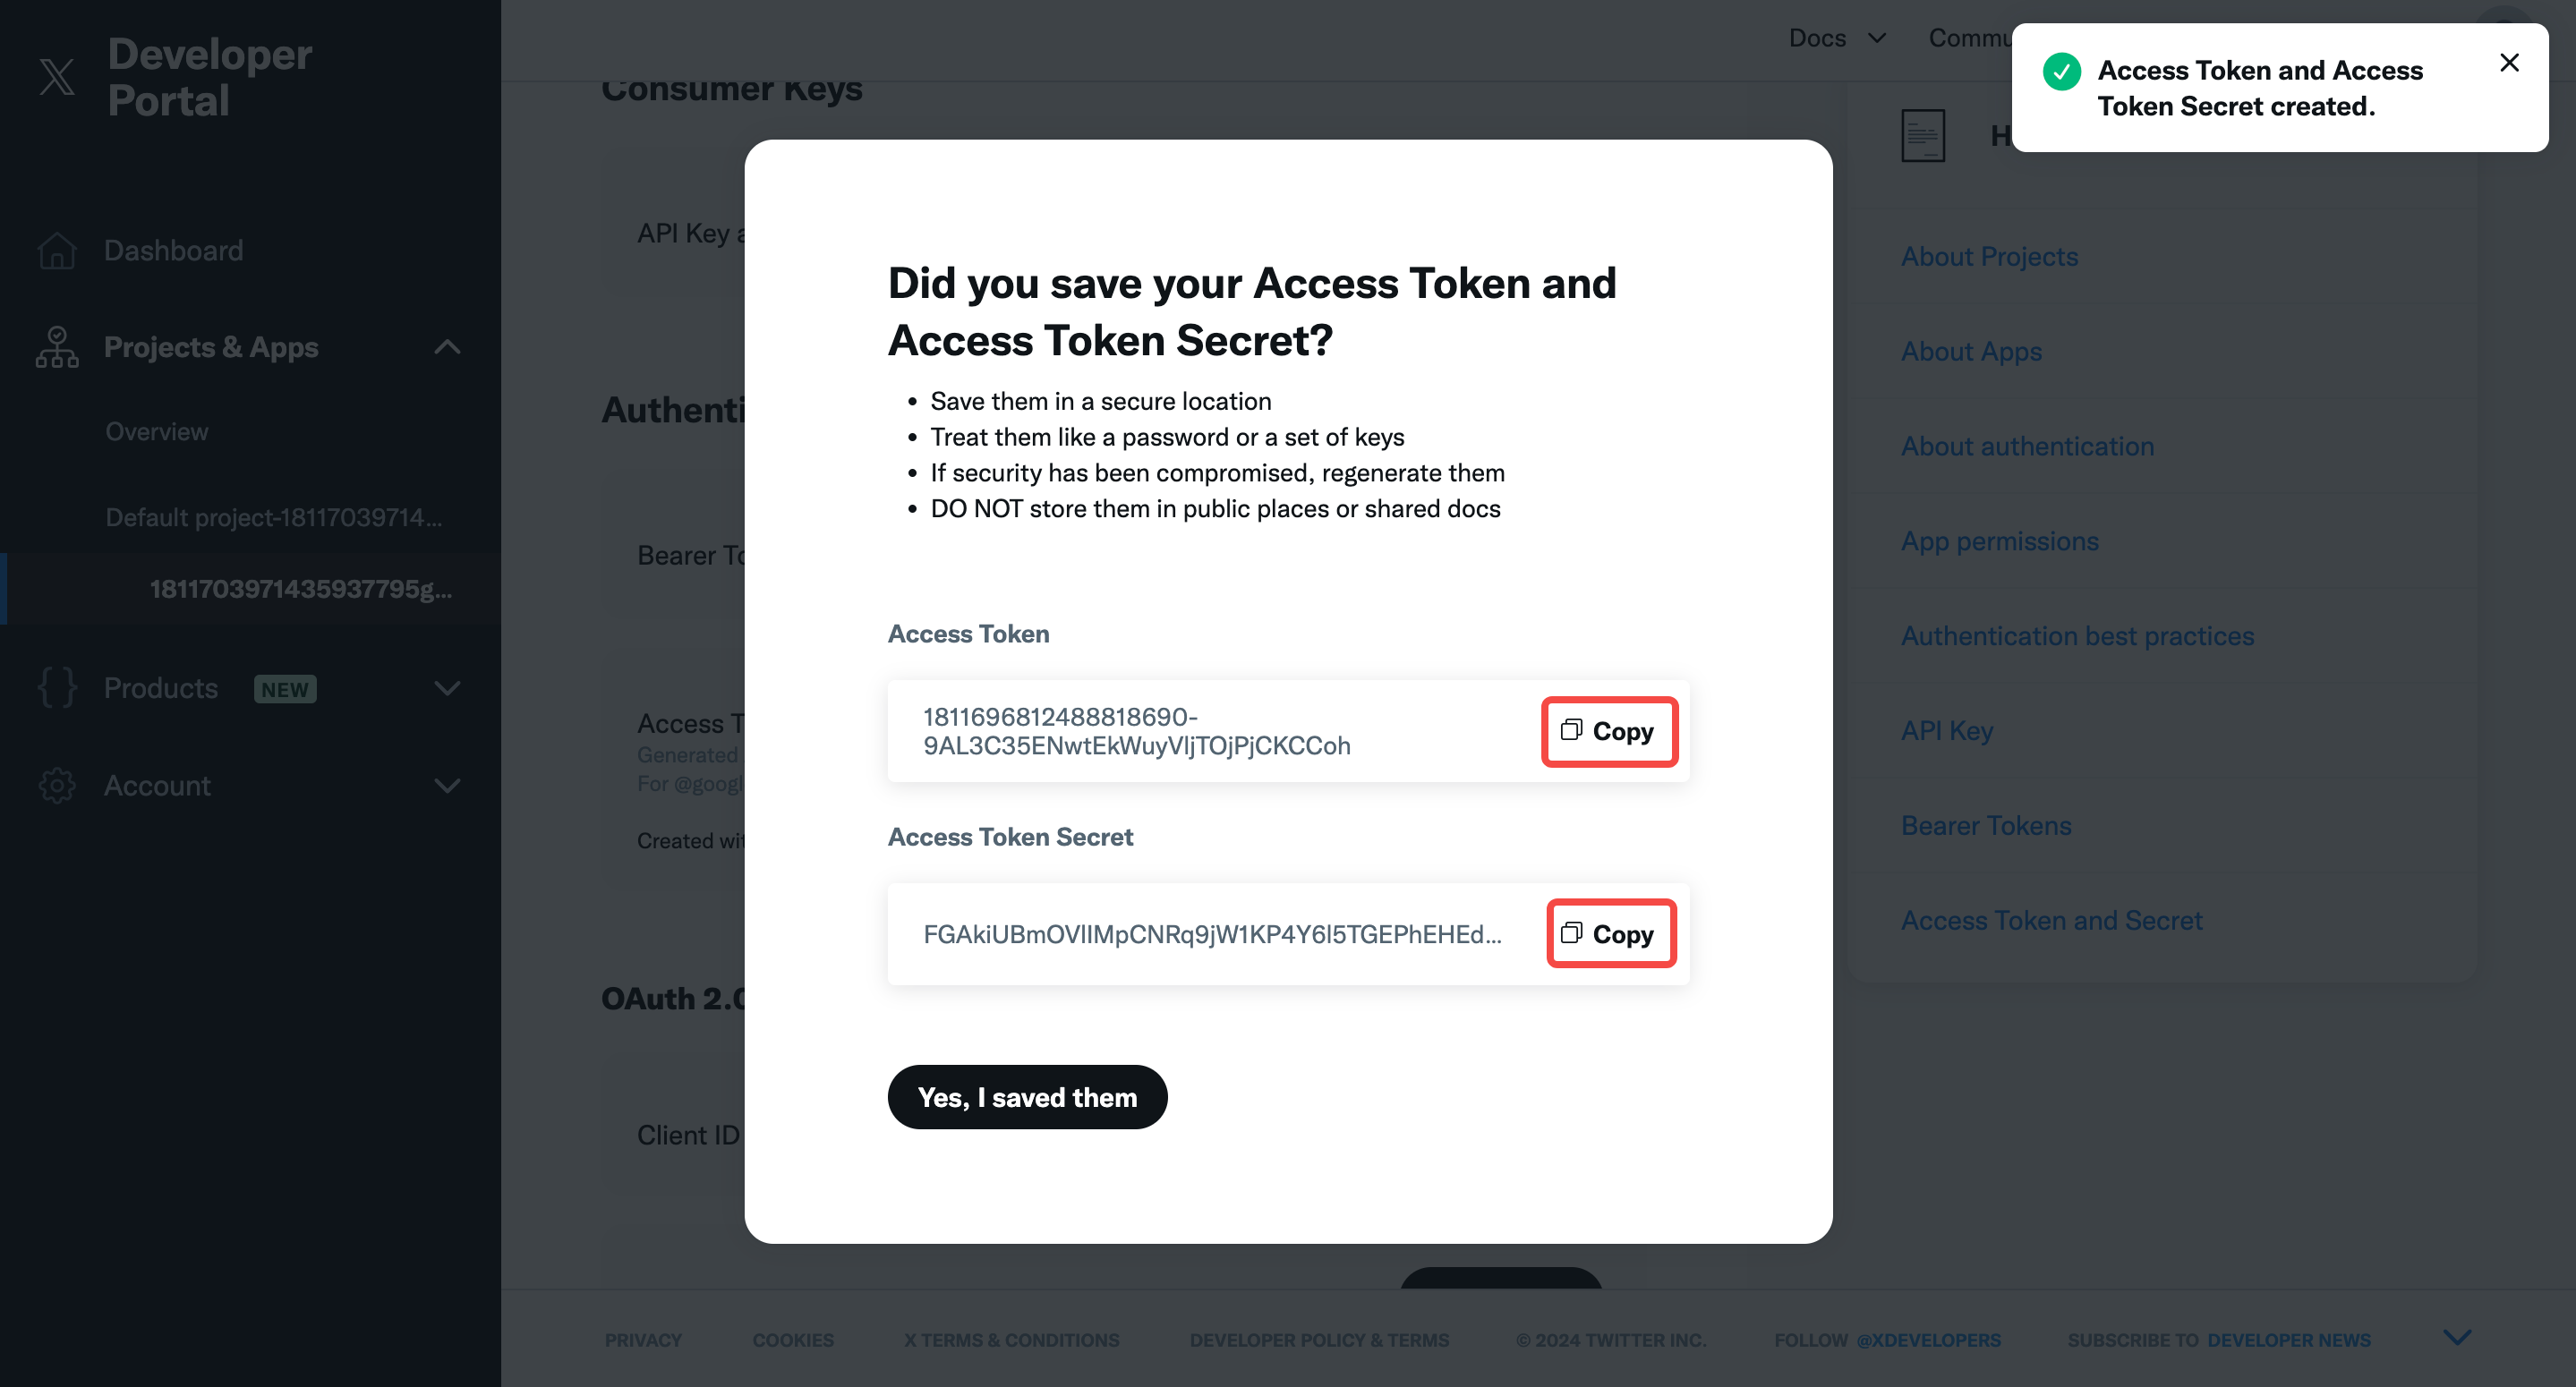 Developer
Portal
Dashboard
Projects & Apps
Overview
Default project-18117039714...
1811703971435937795g...
Products NEW
Account
Docs
Commu
Consumer Keys
API Key a
Authenti
Bearer To
Access T
Generated
For @googl
Created wit
OAuth 2.0
Client ID
Did you save your Access Token and
Access Token Secret?
• Save them in a secure location
• Treat them like a password or a set of keys
• If security has been compromised, regenerate them
• DO NOT store them in public places or shared docs
Access Token
1811696812488818690-
9AL3C35ENwtEkWuyVljTOjPjCKCCoh
Copy
Access Token Secret
FGAkiUBmOVlIMpCNRq9jW1KP4Y6l5TGEPhEHEd...
Copy
Yes, I saved them
Access Token and Access
Token Secret created.
H
About Projects
About Apps
About authentication
App permissions
Authentication best practices
API Key
Bearer Tokens
Access Token and Secret
PRIVACY
COOKIES
X TERMS & CONDITIONS
DEVELOPER POLICY & TERMS
© 2024 TWITTER INC.
FOLLOW @XDEVELOPERS
SUBSCRIBE TO DEVELOPER NEWS